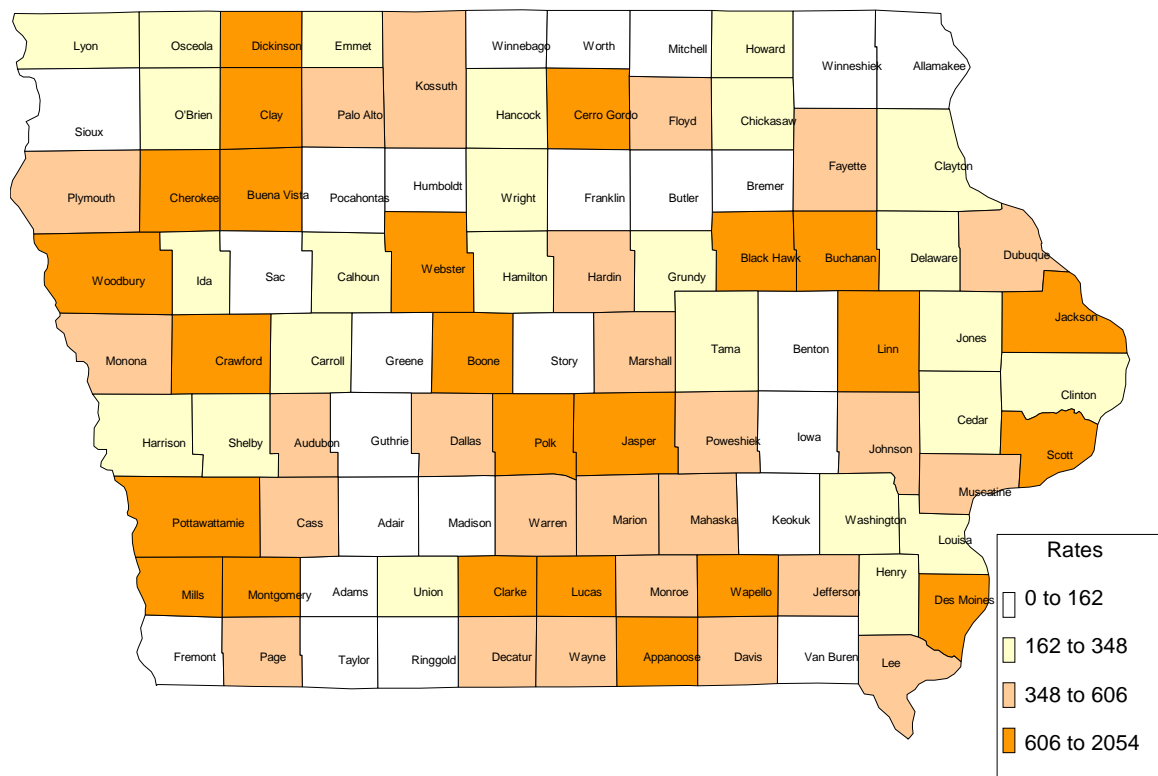 Lyon Osceola Dickinson Emmet Winnebago Worth Mitchell Howard
Winneshiek Allamakee
Kossuth
Sioux O'Brien Clay Palo Alto Hancock Cerro Gordo Floyd Chickasaw
Fayette Clayton
Plymouth Cherokee Buena Vista Pocahontas Humboldt Wright Franklin Butler Bremer
Woodbury Ida Sac Calhoun Webster Hamilton Hardin Grundy Black Hawk Buchanan Delaware Dubuque
Jackson
Monona Crawford Carroll Greene Boone Story Marshall Tama Benton Linn Jones
Clinton
Harrison Shelby Audubon Guthrie Dallas Polk Jasper Poweshiek Iowa Johnson Cedar
Scott
Muscatine
Pottawattamie Cass Adair Madison Warren Marion Mahaska Keokuk Washington
Louisa
Mills Montgomery Adams Union Clarke Lucas Monroe Wapello Jefferson Henry Des Moines
Fremont Page Taylor Ringgold Decatur Wayne Appanoose Davis Van Buren Lee
Rates
0 to 162
162 to 348
348 to 606
606 to 2054